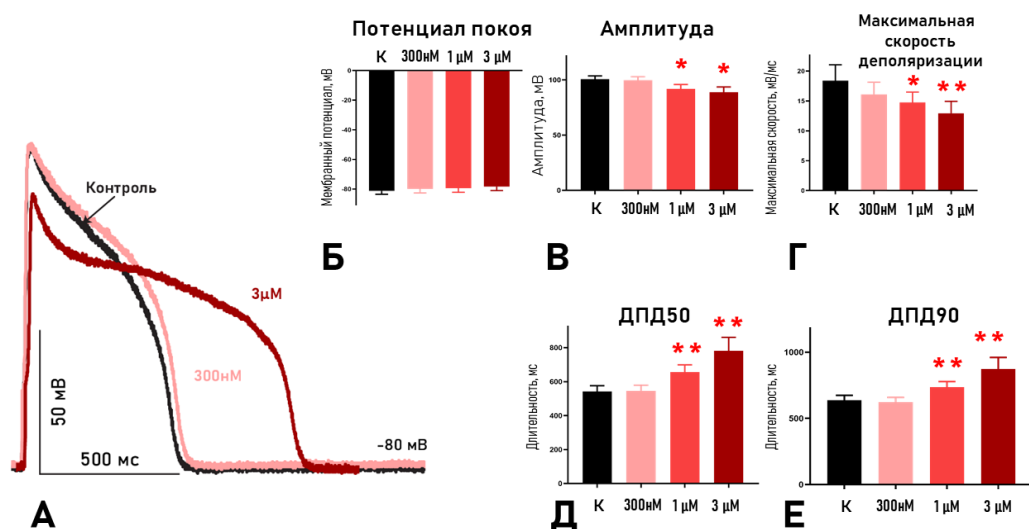 Потенциал покоя
К 300нМ 1 µМ 3 µМ
Мембранный потенциал, мВ
0
-20
-40
-60
-80
Б
Амплитуда
* *
Амплитуда, мВ
100
50
0
К 300нМ 1 µМ 3 µМ
В
Максимальная
скорость
деполяризации
* **
Максимальная скорость, мВ/мс
20
15
10
5
0
К 300нМ 1 µМ 3 µМ
Г
Контроль
3µМ
300нМ
50 мВ
500 мс
-80 мВ
А
ДПД50
** **
Длительность, мс
800
600
400
200
0
К 300нМ 1 µМ 3 µМ
Д
ДПД90
** **
Длительность, мс
1000
500
0
К 300нМ 1 µМ 3 µМ
Е